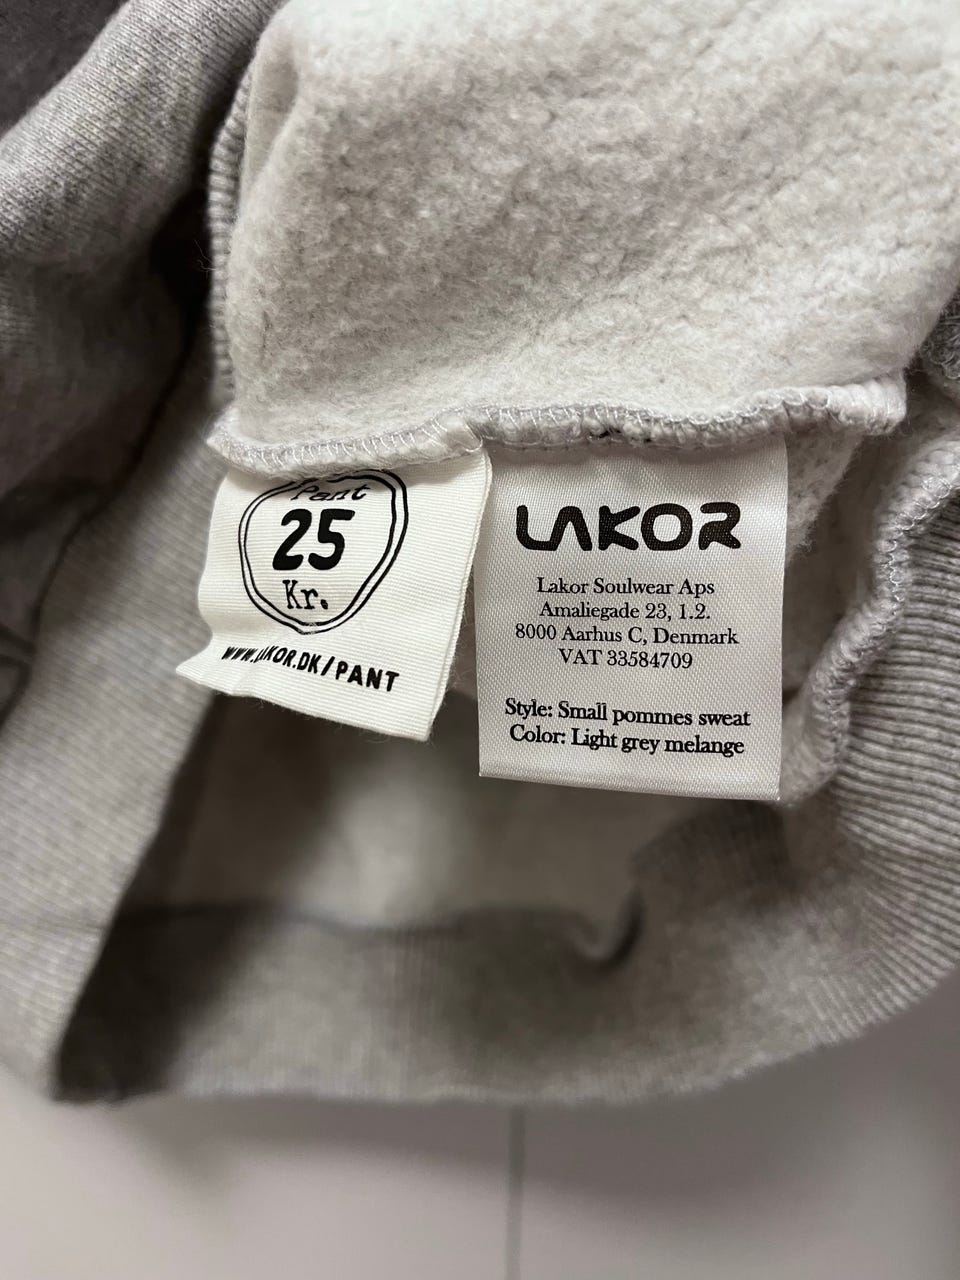 Pant
25
Kr.
WWW.LAKOR.DK/PANT
LAKOR
Lakor Soulwear Aps
Amaliegade 23, 1.2.
8000 Aarhus C, Denmark
VAT 33584709
Style: Small pommes sweat
Color: Light grey melange